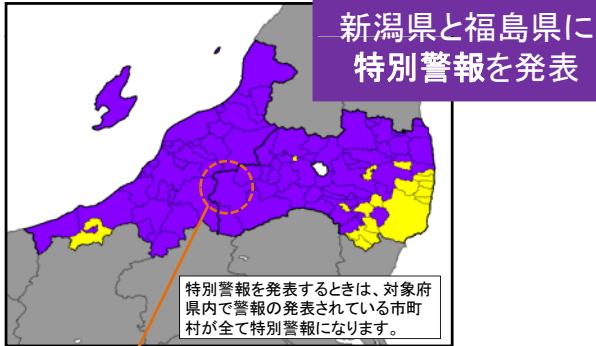 新潟県と福島県に
特別警報を発表
特別警報を発表するときは、対象府
県内で警報の発表されている市町
村が全て特別警報になります。